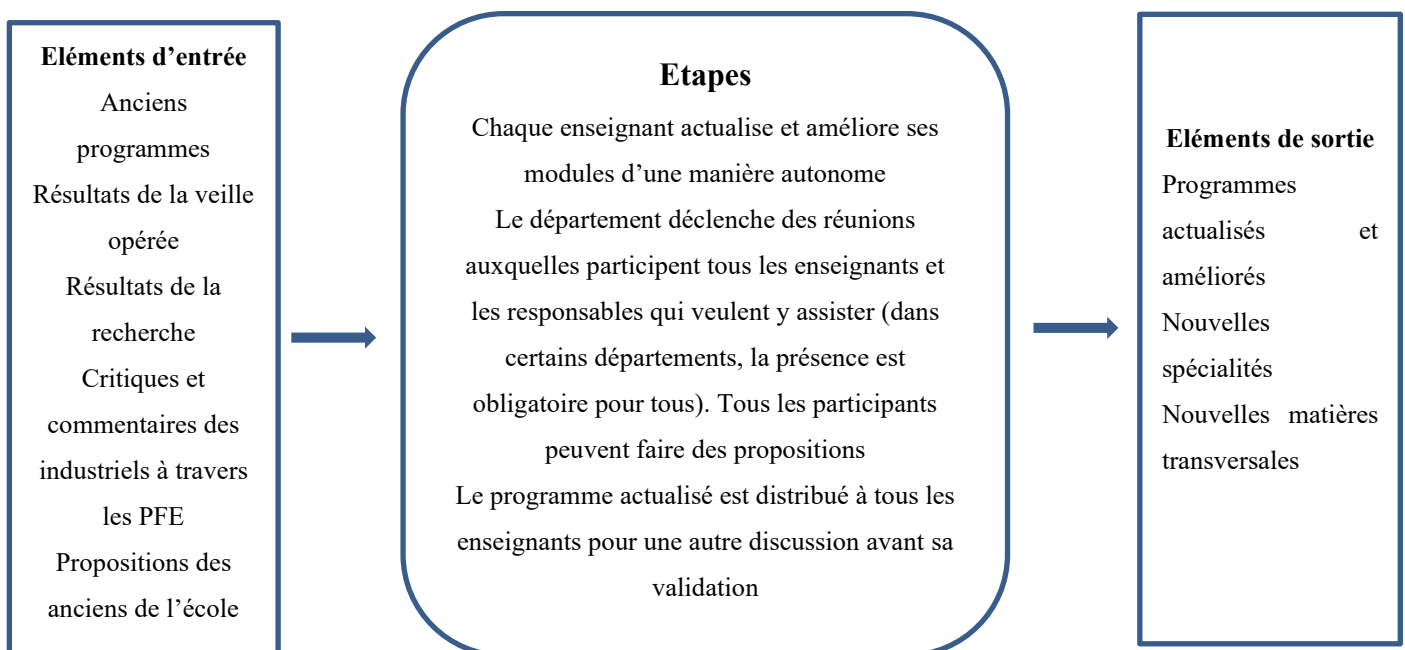 Eléments d’entrée
Anciens
programmes
Résultats de la veille
opérée
Résultats de la
recherche
Critiques et
commentaires des
industriels à travers
les PFE
Propositions des
anciens de l’école
Etapes
Chaque enseignant actualise et améliore ses
modules d’une manière autonome
Le département déclenche des réunions
auxquelles participent tous les enseignants et
les responsables qui veulent y assister (dans
certains départements, la présence est
obligatoire pour tous). Tous les participants
peuvent faire des propositions
Le programme actualisé est distribué à tous les
enseignants pour une autre discussion avant sa
validation
Eléments de sortie
Programmes
actualisés et
améliorés
Nouvelles
spécialités
Nouvelles matières
transversales